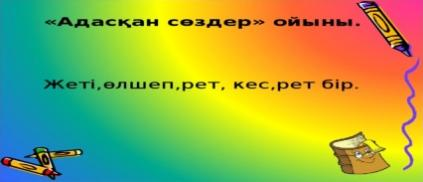 «Адасқан сөздер» ойыны.
Жеті,өлшеп,рет, кес,рет бір.